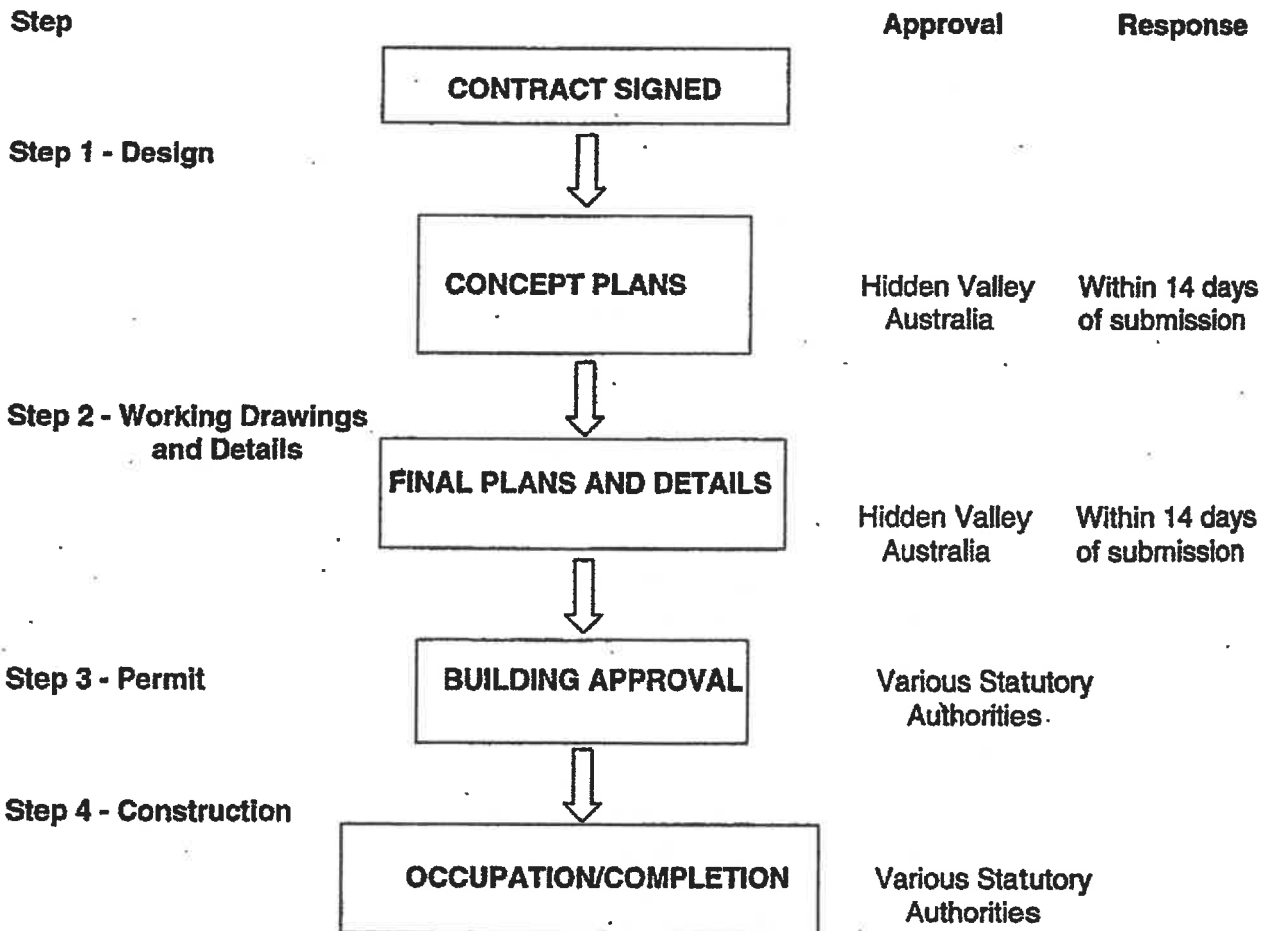 Step Approval Response
CONTRACT SIGNED
Step 1 - Design
CONCEPT PLANS Hidden Valley Within 14 days
Australia of submission
Step 2 - Working Drawings
and Details
FINAL PLANS AND DETAILS
Hidden Valley Within 14 days
Australia of submission
Step 3 - Permit BUILDING APPROVAL Various Statutory
Authorities
Step 4 - Construction
OCCUPATION/COMPLETION Various Statutory
Authorities